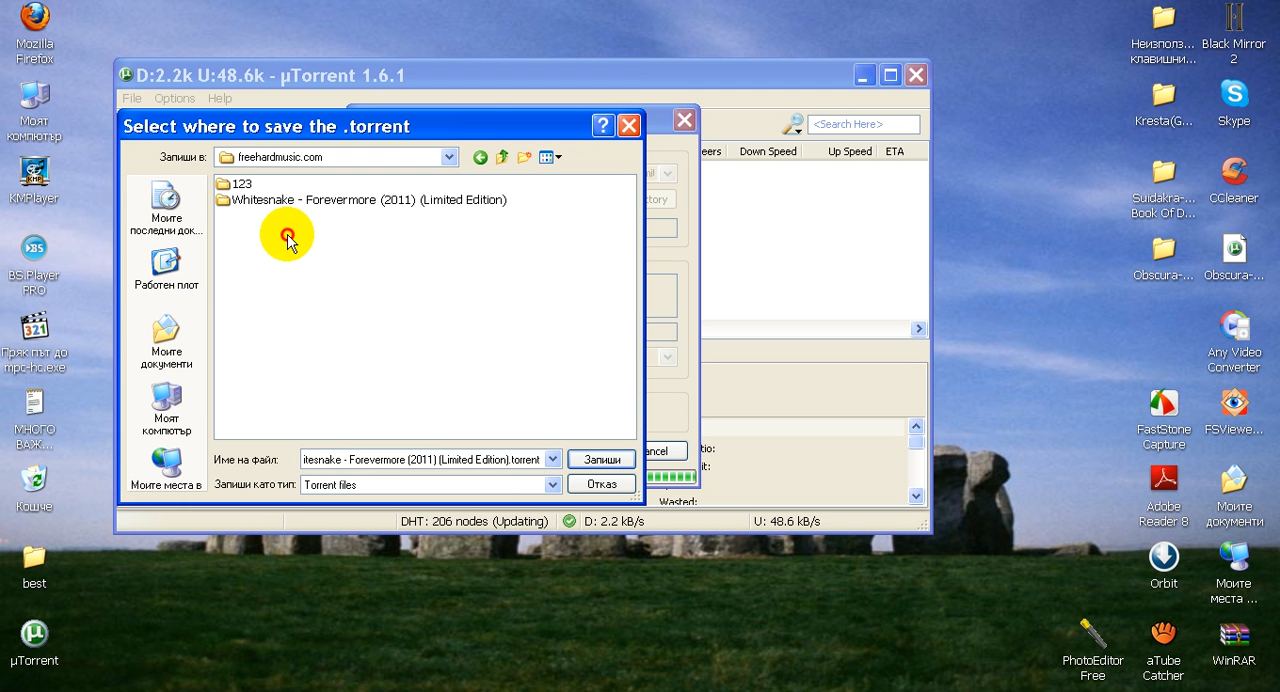 Mozilla
Firefox
Моят
компютър
KMPlayer
BS.Player
PRO
Пряк път до
mpc-hc.exe
МНОГО
ВАЖ...
Кошче
best
µTorrent
D:2.2k U:48.6k - µTorrent 1.6.1
File Options Help
<Search Here>
eers Down Speed Up Speed ETA
Select where to save the .torrent
Запиши в: freehardmusic.com
123
Whitesnake - Forevermore (2011) (Limited Edition)
Моите
последни док...
Работен плот
Моите
документи
Моят
компютър
Моите места в
Име на файл: itesnake - Forevermore (2011) (Limited Edition).torrent Запиши
Запиши като тип: Torrent files Отказ
tory
ancel
tio:
it:
Wasted:
DHT: 206 nodes (Updating) D: 2.2 kB/s U: 48.6 kB/s
Неизполз...
клавишни...
Black Mirror
2
Kresta(G...
Skype
Suidakra-...
Book Of D...
CCleaner
Obscura-...
Obscura-...
Any Video
Converter
FastStone
Capture
FSViewe...
Adobe
Reader 8
Моите
документи
Orbit
Моите
места ...
PhotoEditor
Free
aTube
Catcher
WinRAR